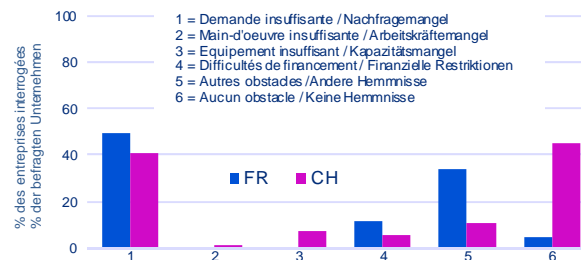 % des entreprises interrogées
% der befragten Unternehmen
100
80
60
40
20
0
1 = Demande insuffisante / Nachfragemangel
2 = Main-d'oeuvre insuffisante / Arbeitskräftemangel
3 = Equipement insuffisant / Kapazitätsmangel
4 = Difficultés de financement / Finanzielle Restriktionen
5 = Autres obstacles /Andere Hemmnisse
6 = Aucun obstacle / Keine Hemmnisse
FR CH
1 2 3 4 5 6